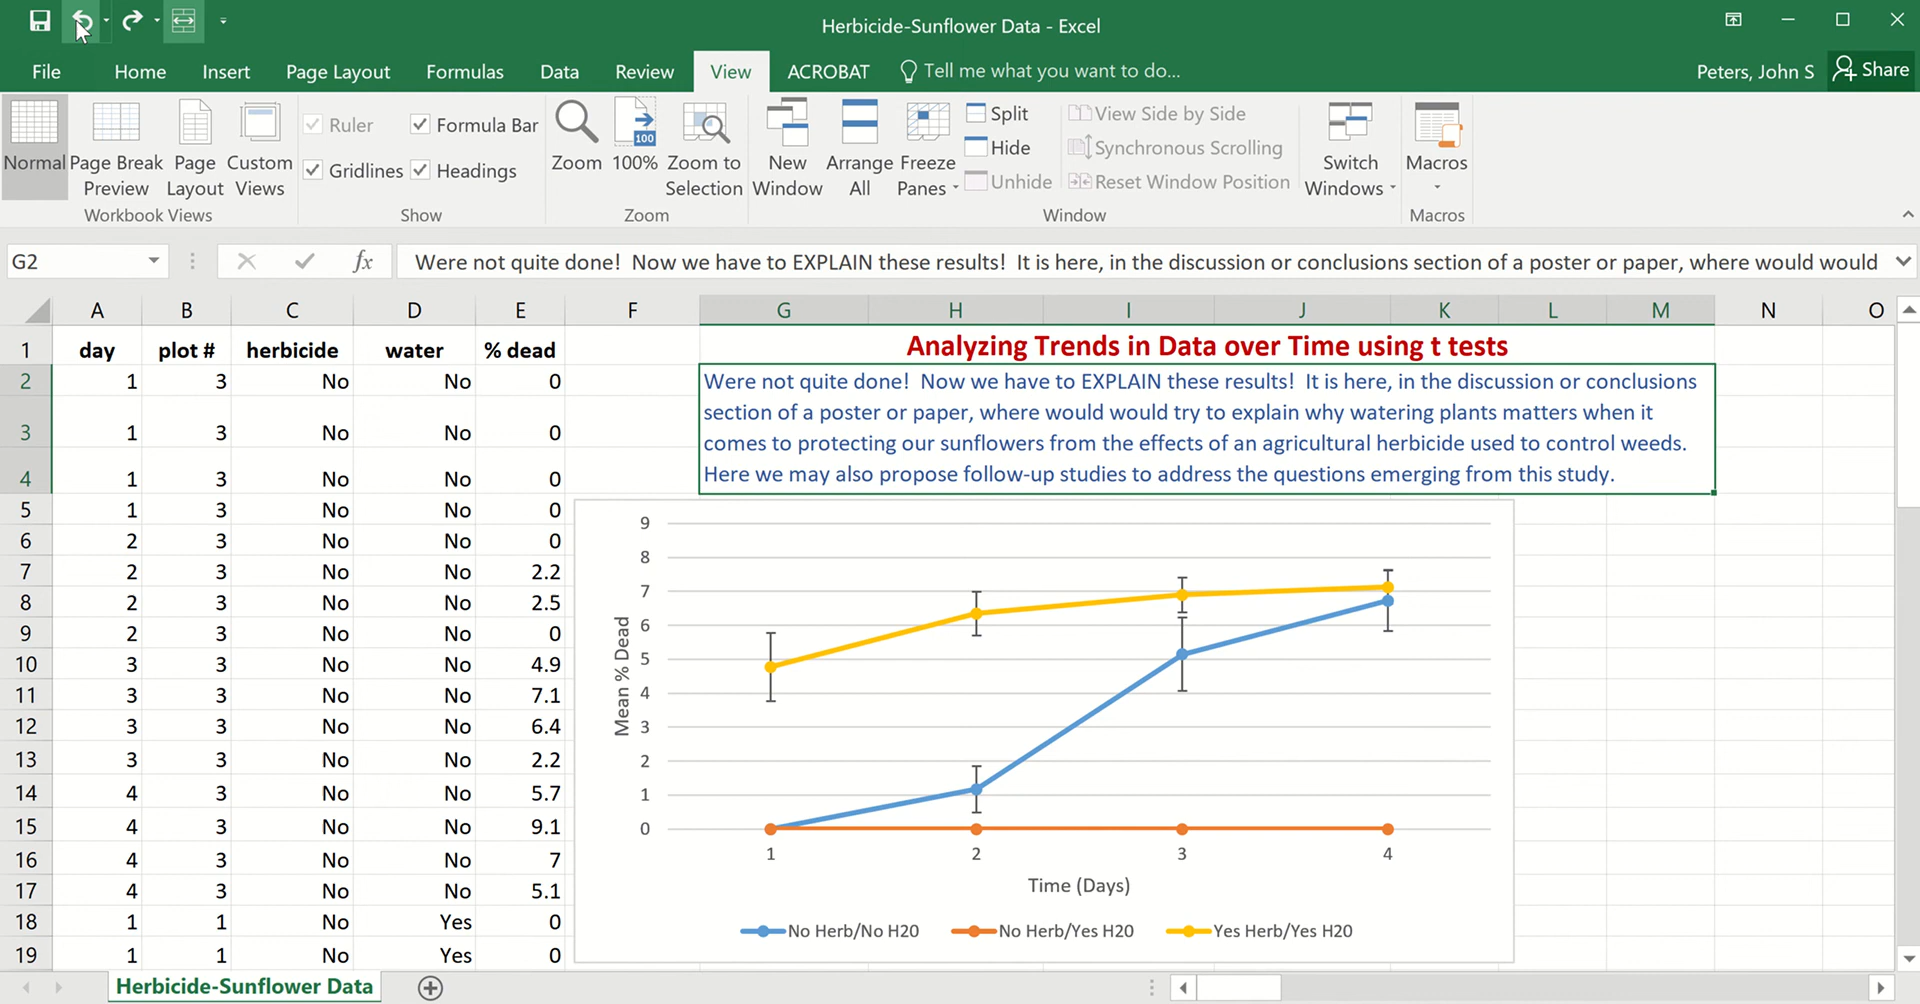 Herbicide-Sunflower Data - Excel
File Home Insert Page Layout Formulas Data Review View ACROBAT Tell me what you want to do... Peters, John S Share
Ruler Formula Bar Split View Side by Side
Normal Page Break Page Custom Gridlines Headings Zoom 100% Zoom to New Arrange Freeze Hide Synchronous Scrolling Switch Macros
Preview Layout Views Selection Window All Panes Unhide Reset Window Position Windows
100
Workbook Views Show Zoom Window Macros
G2 fx Were not quite done!  Now we have to EXPLAIN these results!  It is here, in the discussion or conclusions section of a poster or paper, where would would
A B C D E F G H I J K L M N O
1 day plot # herbicide water % dead Analyzing Trends in Data over Time using t tests
2 1 3 No No 0 Were not quite done!  Now we have to EXPLAIN these results!  It is here, in the discussion or conclusions
section of a poster or paper, where would would try to explain why watering plants matters when it
3 1 3 No No 0
comes to protecting our sunflowers from the effects of an agricultural herbicide used to control weeds.
4 1 3 No No 0 Here we may also propose follow-up studies to address the questions emerging from this study.
5 1 3 No No 0
6 2 3 No No 0
7 2 3 No No 2.2
8 2 3 No No 2.5
9 2 3 No No 0
10 3 3 No No 4.9
11 3 3 No No 7.1
12 3 3 No No 6.4
13 3 3 No No 2.2
14 4 3 No No 5.7
15 4 3 No No 9.1
16 4 3 No No 7
17 4 3 No No 5.1
18 1 1 No Yes 0
19 1 1 No Yes 0
9
8
7
6
5
4
3
2
1
0
Mean % Dead
1 2 3 4
Time (Days)
No Herb/No H20 No Herb/Yes H20 Yes Herb/Yes H20
Herbicide-Sunflower Data